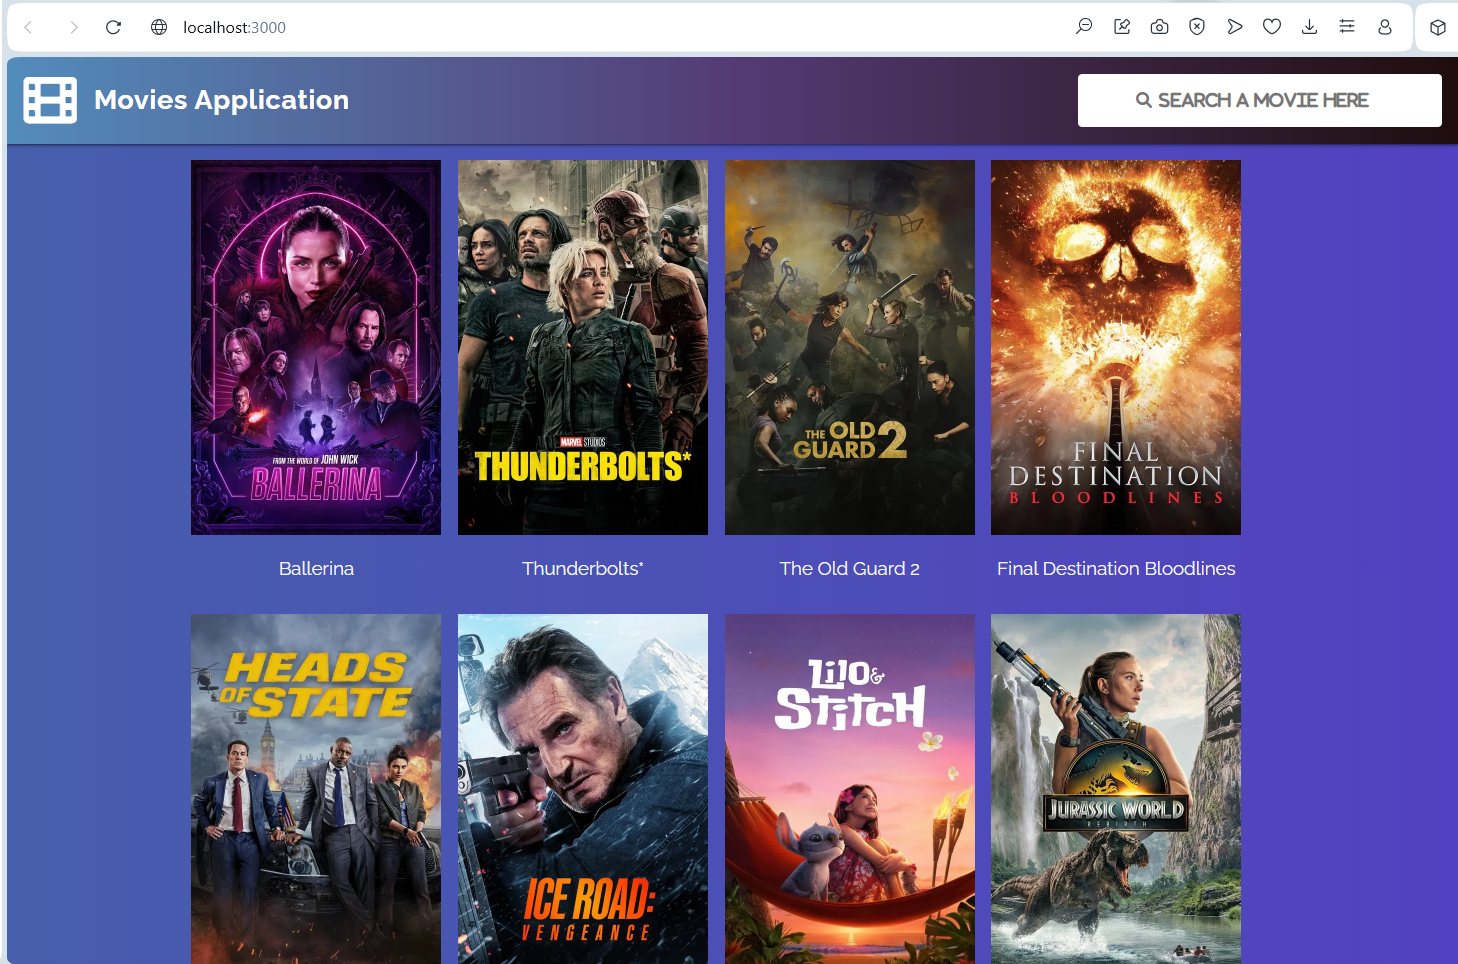 localhost:3000
Movies Application
SEARCH A MOVIE HERE
FROM THE WORLD OF JOHN WICK
BALLERINA
MARVEL STUDIOS
THUNDERBOLTS*
THE OLD
GUARD 2
FINAL
DESTINATION
BLOODLINES
Ballerina
Thunderbolts*
The Old Guard 2
Final Destination Bloodlines
HEADS
OF STATE
ICE ROAD:
VENGEANCE
Lilo &
Stitch
JURASSIC WORLD
REBIRTH